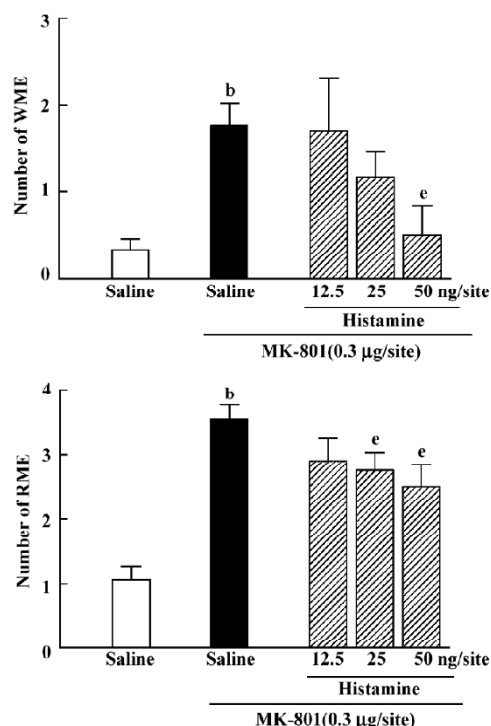 3
b
2
Number of WME
e
1
0
Saline Saline 12.5 25 50 ng/site
Histamine
MK-801(0.3 μg/site)
4
b
3
e e
Number of RME
2
1
0
Saline Saline 12.5 25 50 ng/site
Histamine
MK-801(0.3 μg/site)